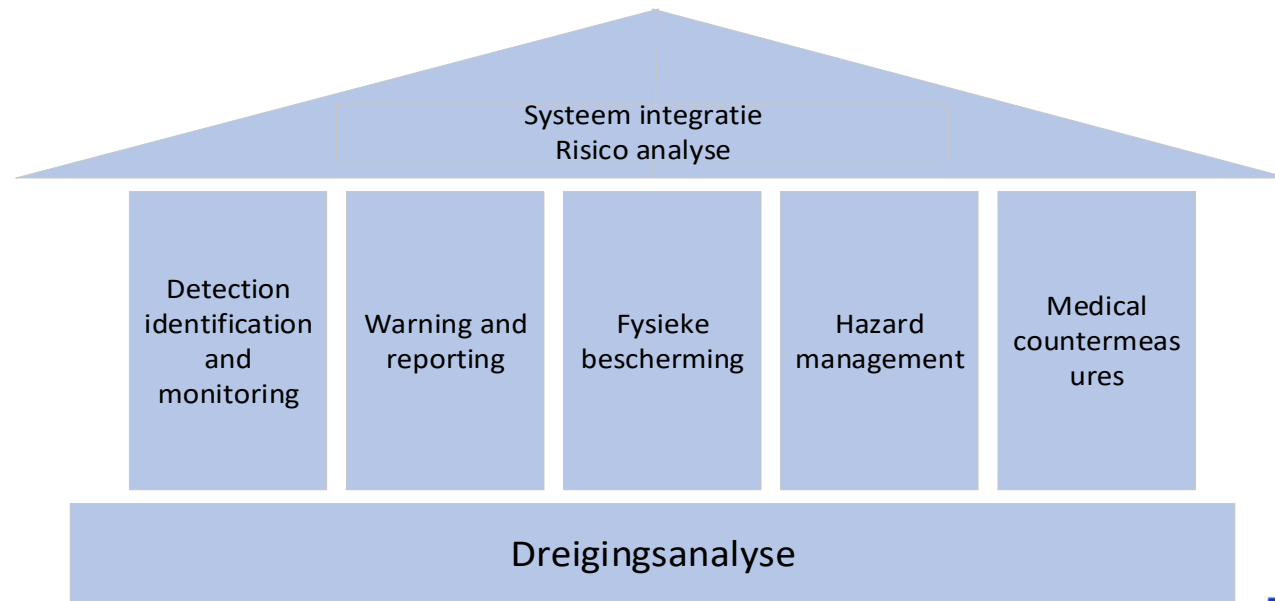 Systeem integratie
Risico analyse
Detection
identification
and
monitoring
Warning and
reporting
Fysieke
bescherming
Hazard
management
Medical
countermeas
ures
Dreigingsanalyse